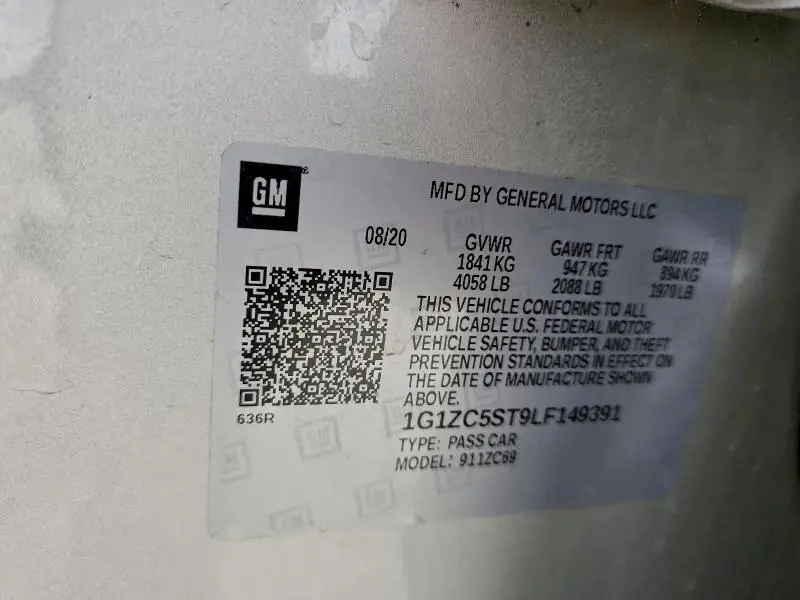 GM
MFD BY GENERAL MOTORS LLC
08/20
GVWR GAWR FRT GAWR RR
1841 KG 947 KG 894 KG
4058 LB 2088 LB 1970 LB
THIS VEHICLE CONFORMS TO ALL
APPLICABLE U.S. FEDERAL MOTOR
VEHICLE SAFETY, BUMPER, AND THEFT
PREVENTION STANDARDS IN EFFECT ON
THE DATE OF MANUFACTURE SHOWN
ABOVE.
636R
1G1ZC5ST9LF149391
TYPE: PASS CAR
MODEL: 911ZC69